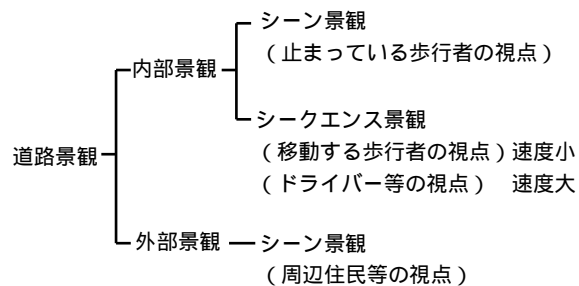 シーン景観
（止まっている歩行者の視点）
内部景観
シークエンス景観
（移動する歩行者の視点）速度小
（ドライバー等の視点）　速度大
道路景観
外部景観
シーン景観
（周辺住民等の視点）